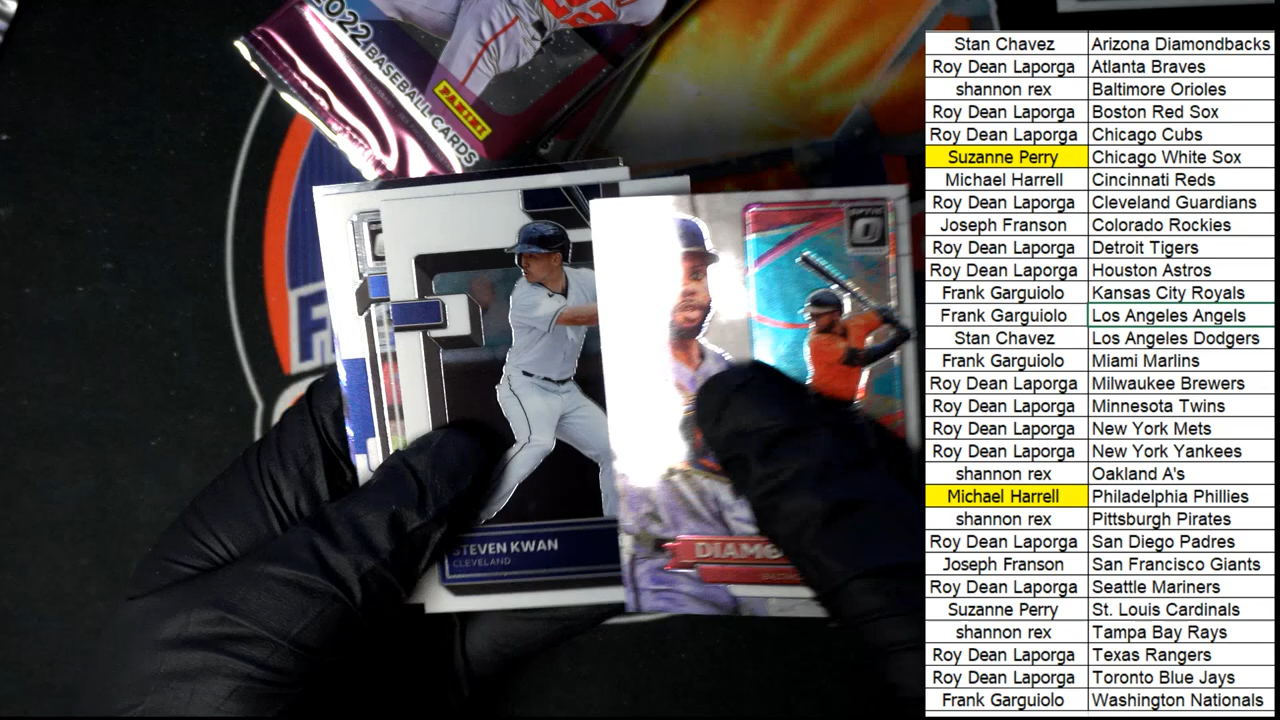 2022 BASEBALL CARDS
PANINI
STEVEN KWAN
CLEVELAND
OPTIC
Stan Chavez Arizona Diamondbacks
Roy Dean Laporga Atlanta Braves
shannon rex Baltimore Orioles
Roy Dean Laporga Boston Red Sox
Roy Dean Laporga Chicago Cubs
Suzanne Perry Chicago White Sox
Michael Harrell Cincinnati Reds
Roy Dean Laporga Cleveland Guardians
Joseph Franson Colorado Rockies
Roy Dean Laporga Detroit Tigers
Roy Dean Laporga Houston Astros
Frank Garguiolo Kansas City Royals
Frank Garguiolo Los Angeles Angels
Stan Chavez Los Angeles Dodgers
Frank Garguiolo Miami Marlins
Roy Dean Laporga Milwaukee Brewers
Roy Dean Laporga Minnesota Twins
Roy Dean Laporga New York Mets
Roy Dean Laporga New York Yankees
shannon rex Oakland A's
Michael Harrell Philadelphia Phillies
shannon rex Pittsburgh Pirates
Roy Dean Laporga San Diego Padres
Joseph Franson San Francisco Giants
Roy Dean Laporga Seattle Mariners
Suzanne Perry St. Louis Cardinals
shannon rex Tampa Bay Rays
Roy Dean Laporga Texas Rangers
Roy Dean Laporga Toronto Blue Jays
Frank Garguiolo Washington Nationals